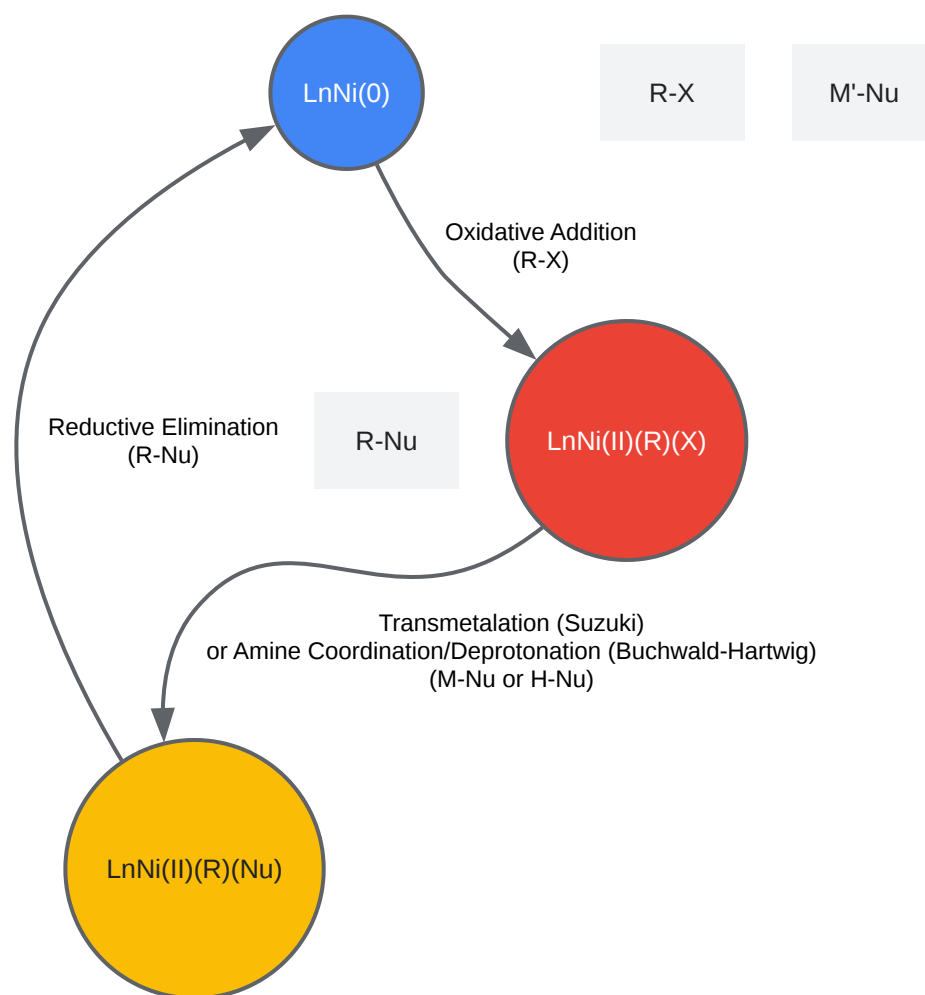 LnNi(0)
R-X
M'-Nu
Oxidative Addition
(R-X)
Reductive Elimination
(R-Nu)
R-Nu
LnNi(II)(R)(X)
Transmetalation (Suzuki)
or Amine Coordination/Deprotonation (Buchwald-Hartwig)
(M-Nu or H-Nu)
LnNi(II)(R)(Nu)